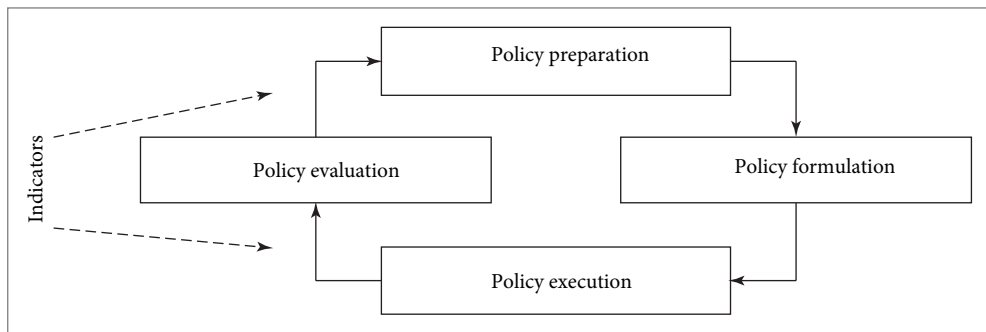 Policy preparation
Indicators
Policy evaluation
Policy formulation
Policy execution